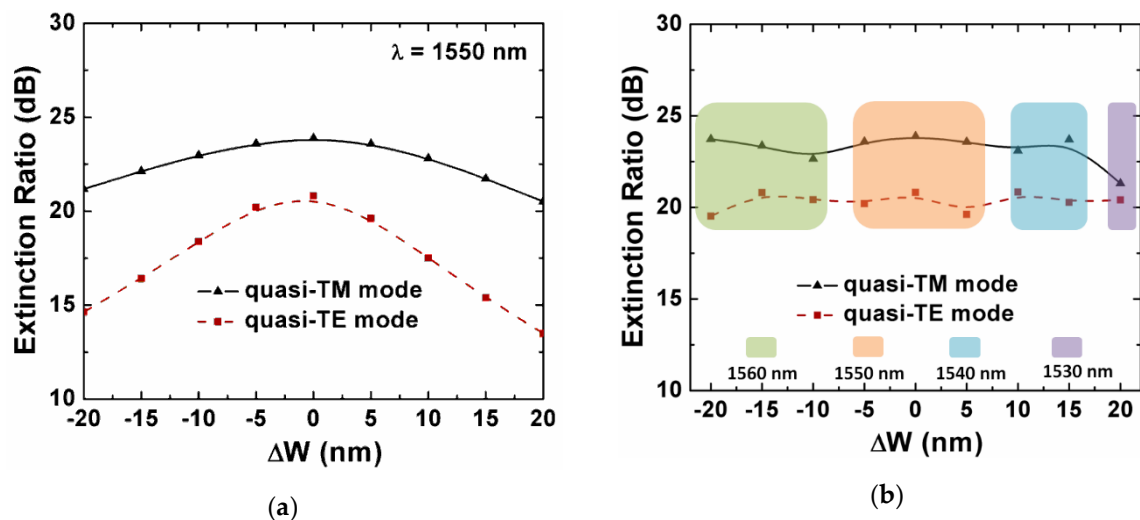 30
25
20
15
10
Extinction Ratio (dB)
λ = 1550 nm
quasi-TM mode
quasi-TE mode
-20 -15 -10 -5 0 5 10 15 20
ΔW (nm)
(a)
30
25
20
15
10
Extinction Ratio (dB)
quasi-TM mode
quasi-TE mode
1560 nm 1550 nm 1540 nm 1530 nm
-20 -15 -10 -5 0 5 10 15 20
ΔW (nm)
(b)